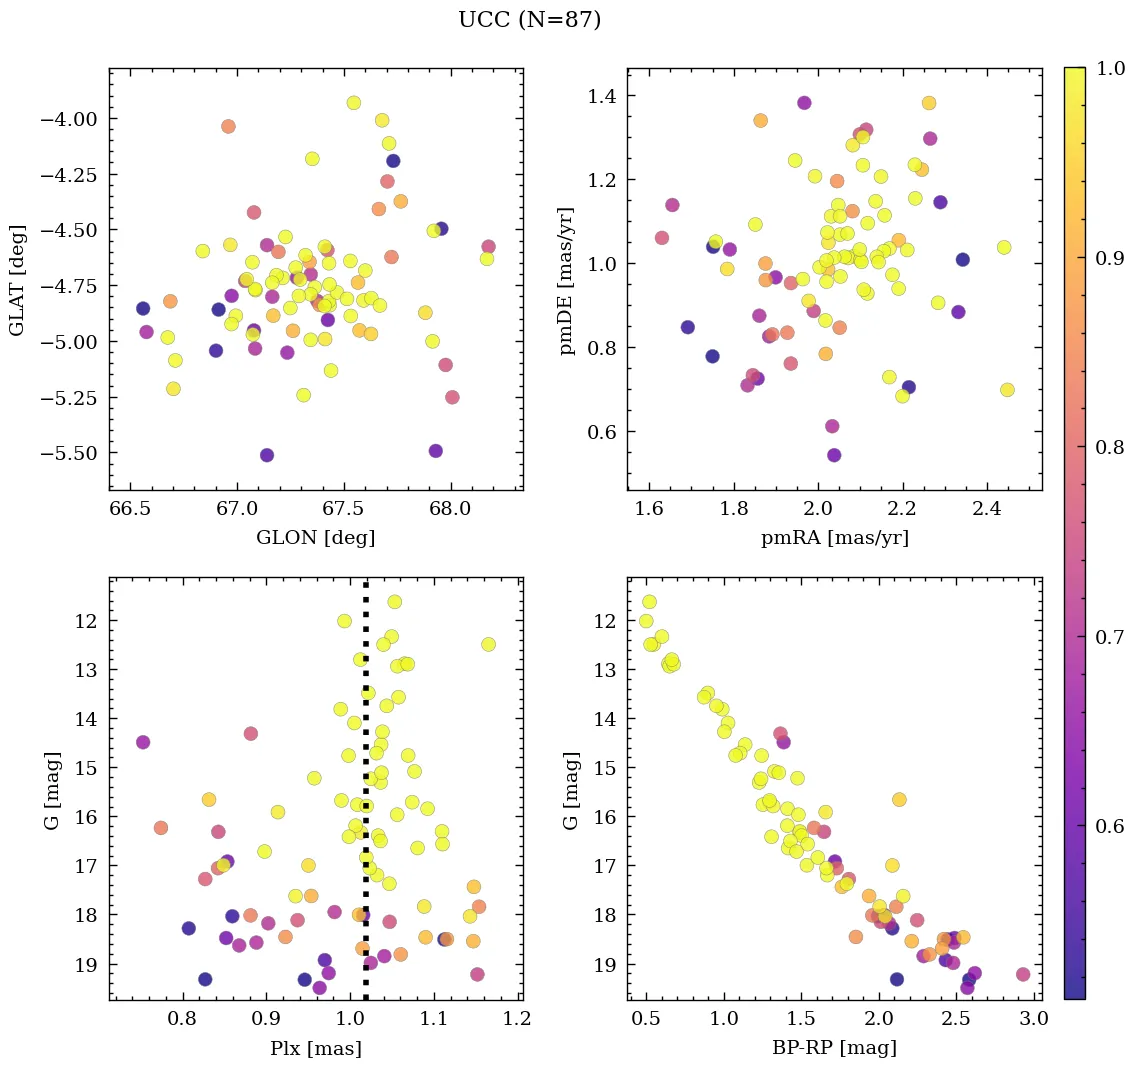 UCC (N=87)
−4.00
−4.25
−4.50
−4.75
−5.00
−5.25
−5.50
GLAT [deg]
66.5 67.0 67.5 68.0
GLON [deg]
1.4
1.2
1.0
0.8
0.6
pmDE [mas/yr]
1.6 1.8 2.0 2.2 2.4
pmRA [mas/yr]
1.0
0.9
0.8
0.7
0.6
12
13
14
15
16
17
18
19
G [mag]
0.8 0.9 1.0 1.1 1.2
Plx [mas]
12
13
14
15
16
17
18
19
G [mag]
0.5 1.0 1.5 2.0 2.5 3.0
BP-RP [mag]